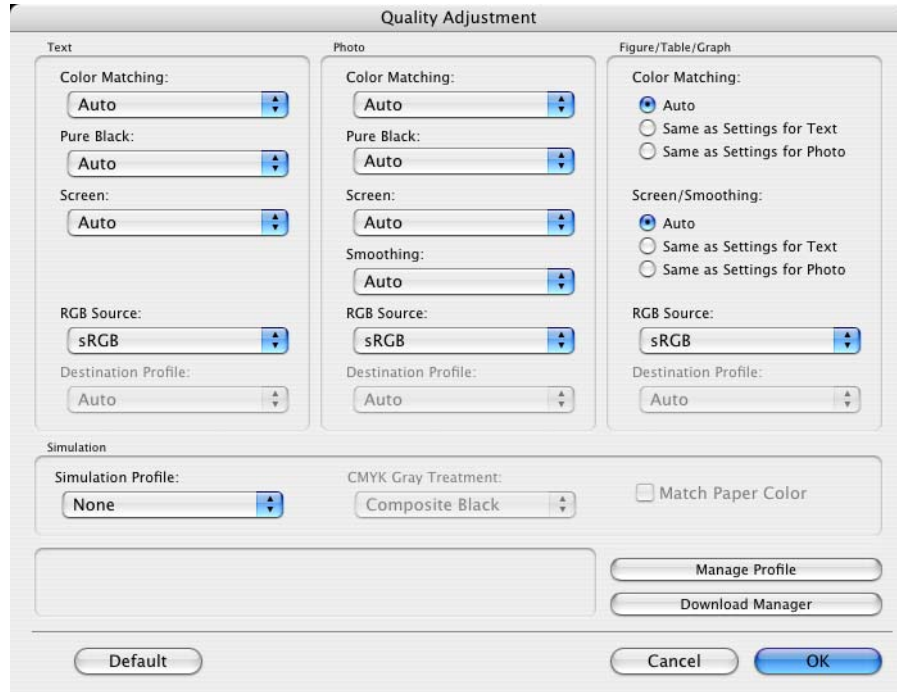 Quality Adjustment
Text
Color Matching:
Auto
Pure Black:
Auto
Screen:
Auto
RGB Source:
sRGB
Destination Profile:
Auto
Photo
Color Matching:
Auto
Pure Black:
Auto
Screen:
Auto
Smoothing:
Auto
RGB Source:
sRGB
Destination Profile:
Auto
Figure/Table/Graph
Color Matching:
Auto
Same as Settings for Text
Same as Settings for Photo
Screen/Smoothing:
Auto
Same as Settings for Text
Same as Settings for Photo
RGB Source:
sRGB
Destination Profile:
Auto
Simulation
Simulation Profile:
None
CMYK Gray Treatment:
Composite Black
Match Paper Color
Manage Profile
Download Manager
Default
Cancel
OK